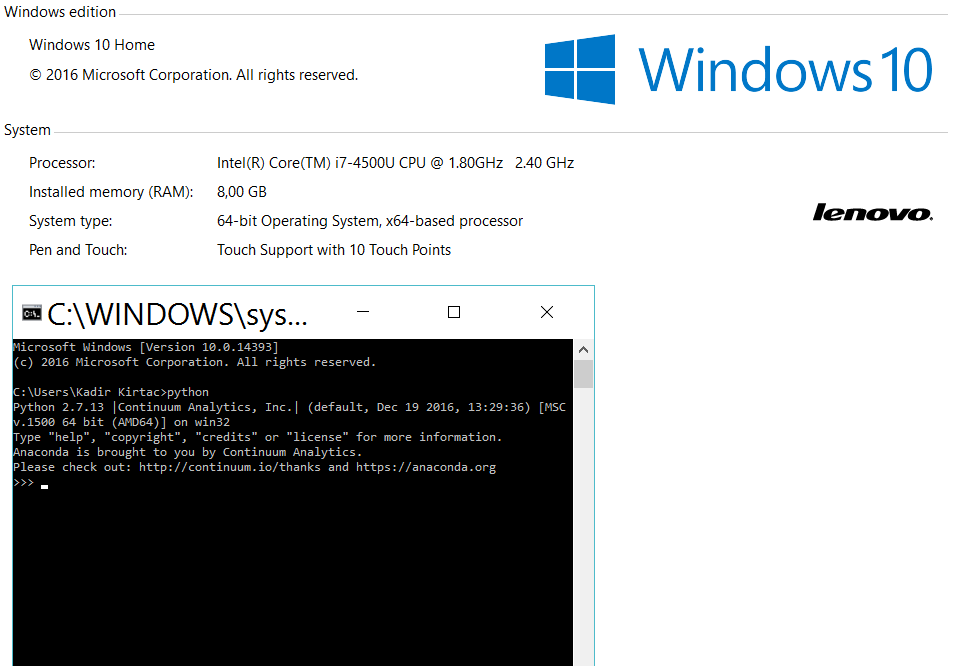 Windows edition
Windows 10 Home
© 2016 Microsoft Corporation. All rights reserved.
Windows 10
System
Processor: Intel(R) Core(TM) i7-4500U CPU @ 1.80GHz 2.40 GHz
Installed memory (RAM): 8,00 GB
System type: 64-bit Operating System, x64-based processor
Pen and Touch: Touch Support with 10 Touch Points
lenovo.
C:\WINDOWS\sys...
Microsoft Windows [Version 10.0.14393]
(c) 2016 Microsoft Corporation. All rights reserved.
C:\Users\Kadir Kirtac>python
Python 2.7.13 |Continuum Analytics, Inc.| (default, Dec 19 2016, 13:29:36) [MSC
v.1500 64 bit (AMD64)] on win32
Type "help", "copyright", "credits" or "license" for more information.
Anaconda is brought to you by Continuum Analytics.
Please check out: http://continuum.io/thanks and https://anaconda.org
>>> _